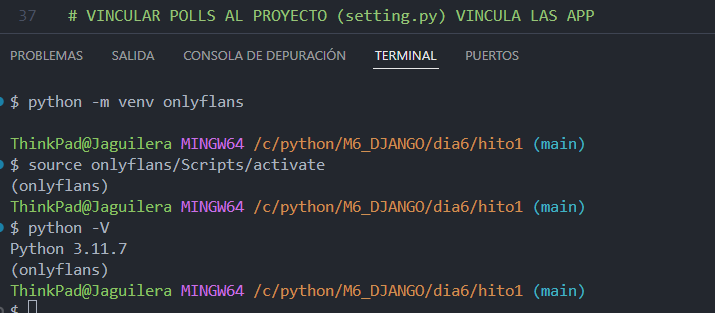 37 # VINCULAR POLLS AL PROYECTO (setting.py) VINCULA LAS APP
PROBLEMAS SALIDA CONSOLA DE DEPURACIÓN TERMINAL PUERTOS
$ python -m venv onlyflans
ThinkPad@Jaguilera MINGW64 /c/python/M6_DJANGO/dia6/hito1 (main)
$ source onlyflans/Scripts/activate
(onlyflans)
ThinkPad@Jaguilera MINGW64 /c/python/M6_DJANGO/dia6/hito1 (main)
$ python -V
Python 3.11.7
(onlyflans)
ThinkPad@Jaguilera MINGW64 /c/python/M6_DJANGO/dia6/hito1 (main)
$